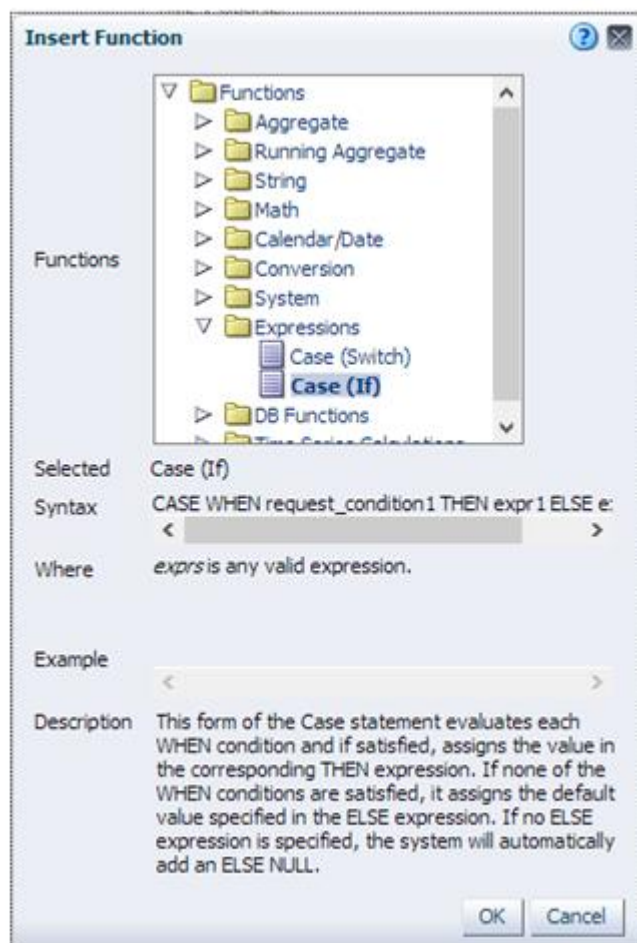 Insert Function
Functions
Functions
Aggregate
Running Aggregate
String
Math
Calendar/Date
Conversion
System
Expressions
Case (Switch)
Case (If)
DB Functions
Time Series Calculations
Selected Case (If)
Syntax CASE WHEN request_condition1 THEN expr1 ELSE e
Where exprs is any valid expression.
Example
Description This form of the Case statement evaluates each
WHEN condition and if satisfied, assigns the value in
the corresponding THEN expression. If none of the
WHEN conditions are satisfied, it assigns the default
value specified in the ELSE expression. If no ELSE
expression is specified, the system will automatically
add an ELSE NULL.
OK Cancel